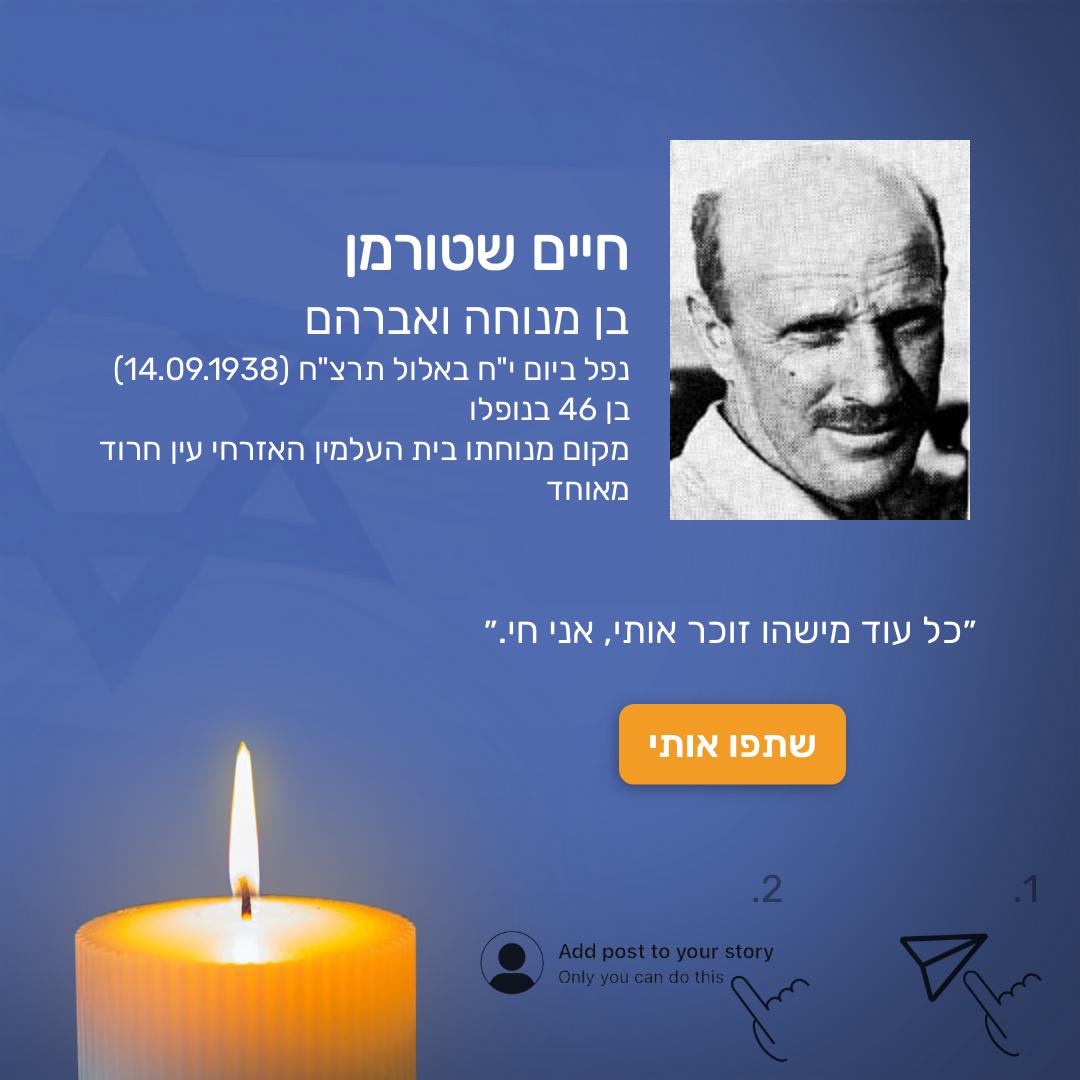 חיים שטורמן
בן מנוחה ואברהם
נפל ביום י"ח באלול תרצ"ח (14.09.1938)
בן 46 בנופלו
מקום מנוחתו בית העלמין האזרחי עין חרוד
מאוחד
״כל עוד מישהו זוכר אותי, אני חי.״
שתפו אותי
1.
2.
Add post to your story
Only you can do this